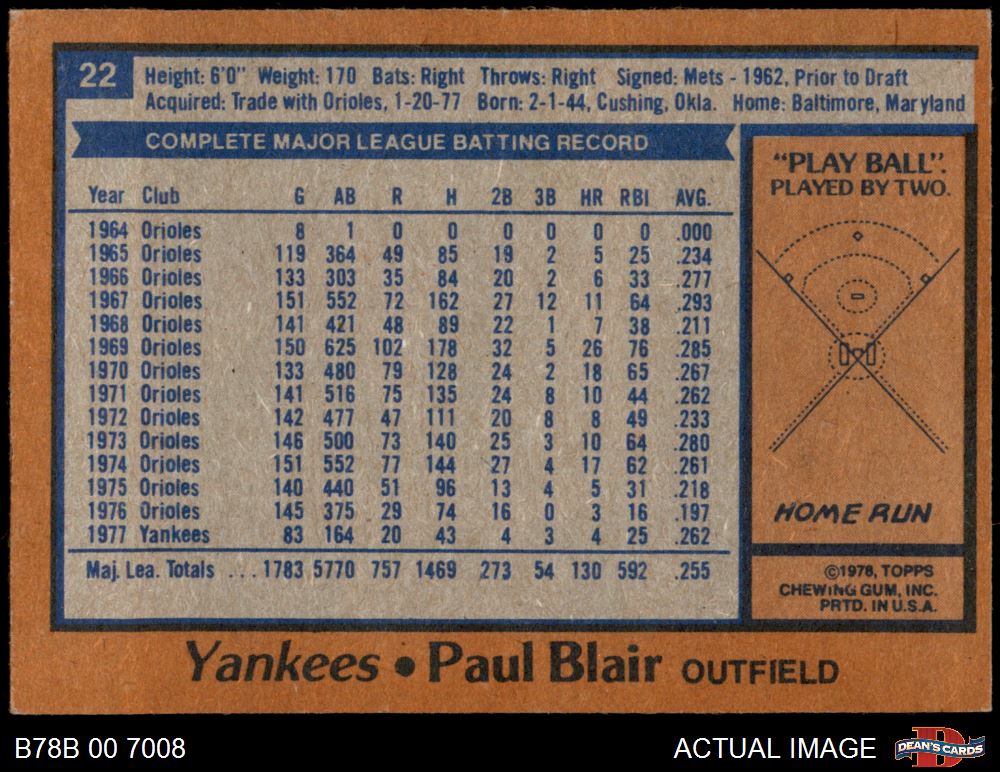 22
Height: 6'0" Weight: 170 Bats: Right Throws: Right Signed: Mets - 1962, Prior to Draft
Acquired: Trade with Orioles, 1-20-77 Born: 2-1-44, Cushing, Okla. Home: Baltimore, Maryland
COMPLETE MAJOR LEAGUE BATTING RECORD
Year Club G AB R H 2B 3B HR RBI AVG.
1964 Orioles 8 1 0 0 0 0 0 0 .000
1965 Orioles 119 364 49 85 19 2 5 25 .234
1966 Orioles 133 303 35 84 20 2 6 33 .277
1967 Orioles 151 552 72 162 27 12 11 64 .293
1968 Orioles 141 421 48 89 22 1 7 38 .211
1969 Orioles 150 625 102 178 32 5 26 76 .285
1970 Orioles 133 480 79 128 24 2 18 65 .267
1971 Orioles 141 516 75 135 24 8 10 44 .262
1972 Orioles 142 477 47 111 20 8 8 49 .233
1973 Orioles 146 500 73 140 25 3 10 64 .280
1974 Orioles 151 552 77 144 27 4 17 62 .261
1975 Orioles 140 440 51 96 13 4 5 31 .218
1976 Orioles 145 375 29 74 16 0 3 16 .197
1977 Yankees 83 164 20 43 4 3 4 25 .262
Maj. Lea. Totals ... 1783 5770 757 1469 273 54 130 592 .255
"PLAY BALL".
PLAYED BY TWO.
HOME RUN
©1978, TOPPS
CHEWING GUM, INC.
PRTD. IN U.S.A.
Yankees • Paul Blair OUTFIELD
B78B 00 7008
ACTUAL IMAGE
D
DEAN'S CARDS